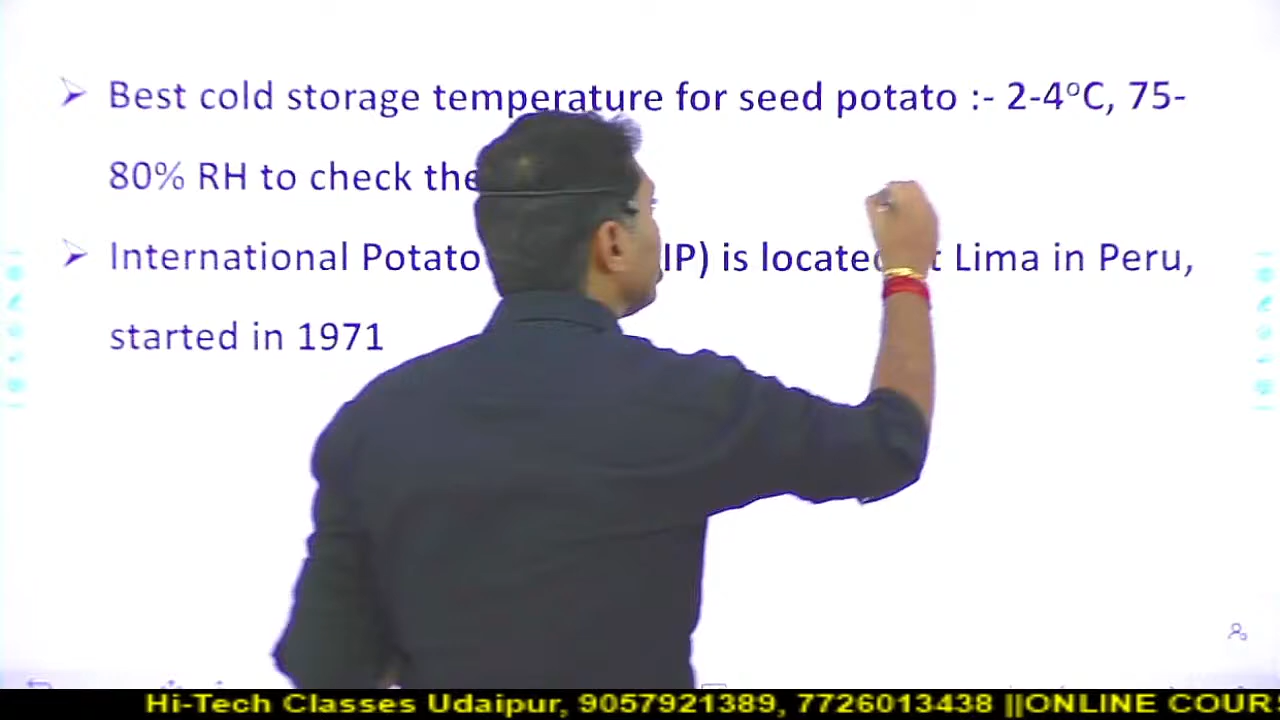 Best cold storage temperature for seed potato :- 2-4°C, 75-
80% RH to check the
International Potato IP) is located Lima in Peru,
started in 1971
Hi-Tech Classes Udaipur, 9057921389, 7726013438 ||ONLINE COUR